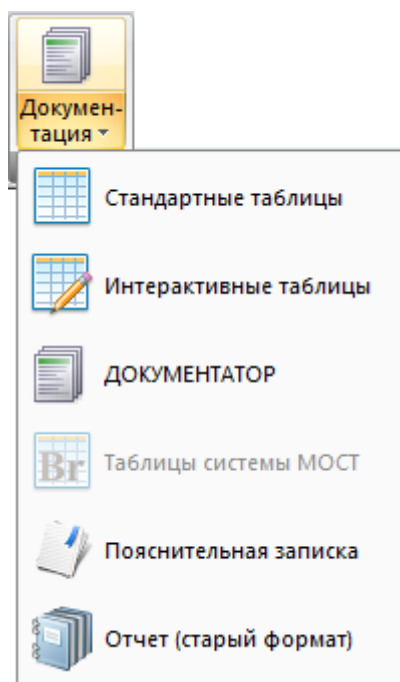 Докумен-
тация
Стандартные таблицы
Интерактивные таблицы
ДОКУМЕНТАТОР
Br Таблицы системы МОСТ
Пояснительная записка
Отчет (старый формат)